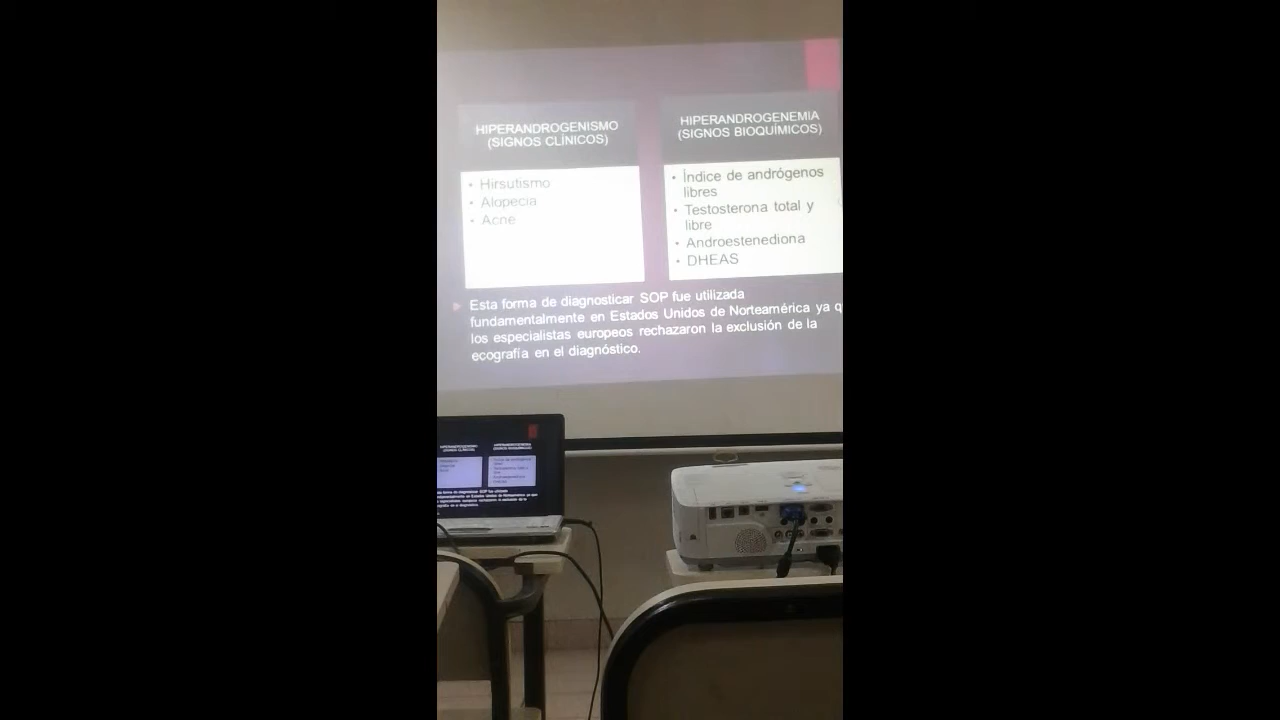 HIPERANDROGENISMO
(SIGNOS CLÍNICOS)
• Hirsutismo
• Alopecia
• Acne
HIPERANDROGENEMIA
(SIGNOS BIOQUÍMICOS)
• Índice de andrógenos
libres
• Testosterona total y
libre
• Androestenediona
• DHEAS
Esta forma de diagnosticar SOP fue utilizada
fundamentalmente en Estados Unidos de Norteamérica ya q
los especialistas europeos rechazaron la exclusión de la
ecografía en el diagnóstico.